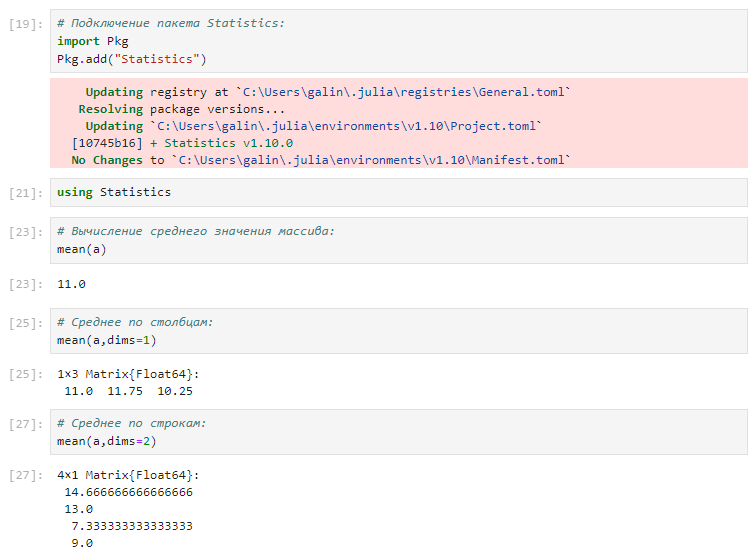 [19]: # Подключение пакета Statistics:
import Pkg
Pkg.add("Statistics")
Updating registry at `C:\Users\galin\.julia\registries\General.toml`
Resolving package versions...
Updating `C:\Users\galin\.julia\environments\v1.10\Project.toml`
[10745b16] + Statistics v1.10.0
No Changes to `C:\Users\galin\.julia\environments\v1.10\Manifest.toml`
[21]: using Statistics
[23]: # Вычисление среднего значения массива:
mean(a)
[23]: 11.0
[25]: # Среднее по столбцам:
mean(a,dims=1)
[25]: 1×3 Matrix{Float64}:
11.0  11.75  10.25
[27]: # Среднее по строкам:
mean(a,dims=2)
[27]: 4×1 Matrix{Float64}:
14.666666666666666
13.0
7.333333333333333
9.0